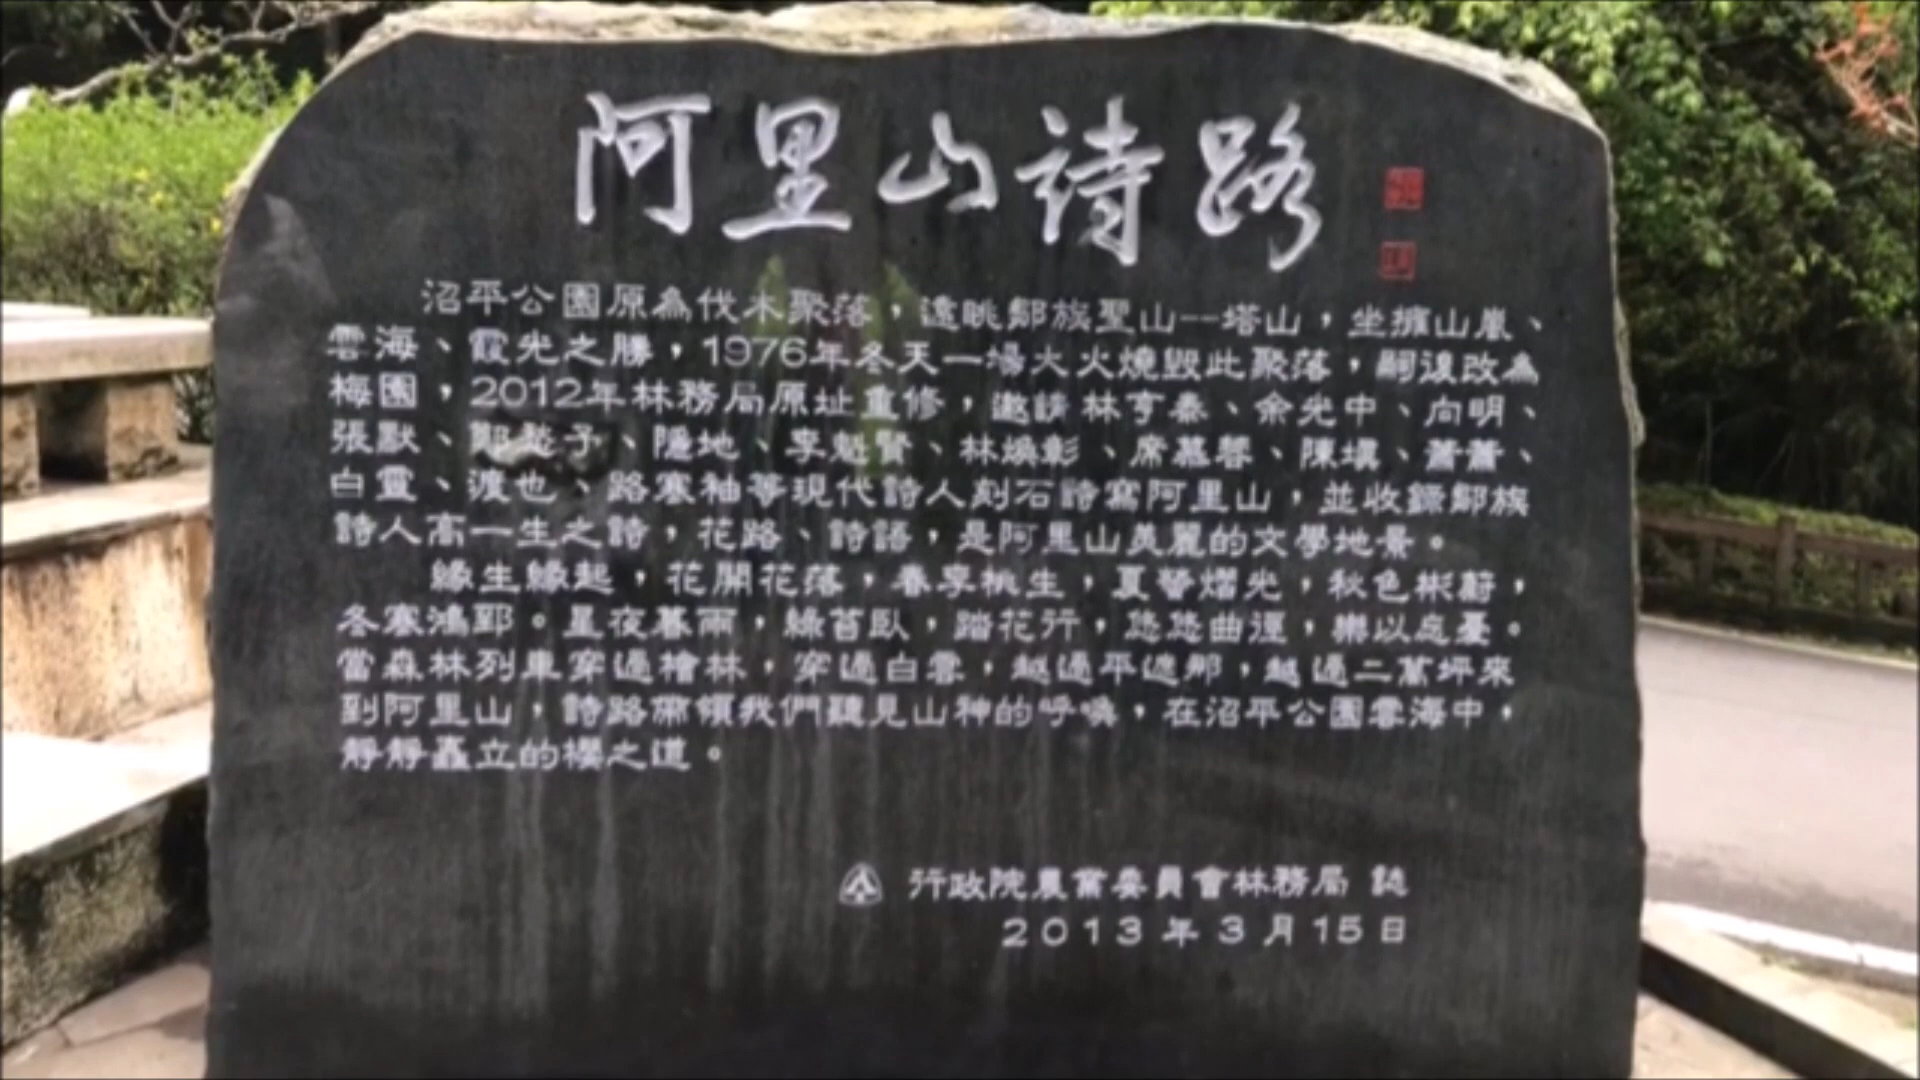 阿里山詩路
沼平公園原為伐木聚落，遠眺鄒族聖山--塔山，坐擁山嵐、
雲海、霞光之勝，1976年冬天一場大火燒毀此聚落，嗣後改為
梅園，2012年林務局原址重修，邀請林亨泰、余光中、向明、
張默、鄭愁予、隱地、李魁賢、林煥彰、席慕蓉、陳填、蕭蕭、
白靈、渡也、路寒袖等現代詩人刻石詩寫阿里山，並收錄鄒族
詩人高一生之詩，花路、詩語，是阿里山美麗的文學地景。
緣生緣起，花開花落，春李桃生，夏螢熠光，秋色彬蔚，
冬寒鴻郅。星夜暮雨，綠苔臥，踏花行，悠悠曲徑，樂以忘憂。
當森林列車穿過檜林，穿過白雲，越過平遮那，越過二萬坪來
到阿里山，詩路帶領我們聽見山神的呼喚，在沼平公園雲海中，
靜靜矗立的櫻之道。
行政院農業委員會林務局 誌
2013年3月15日